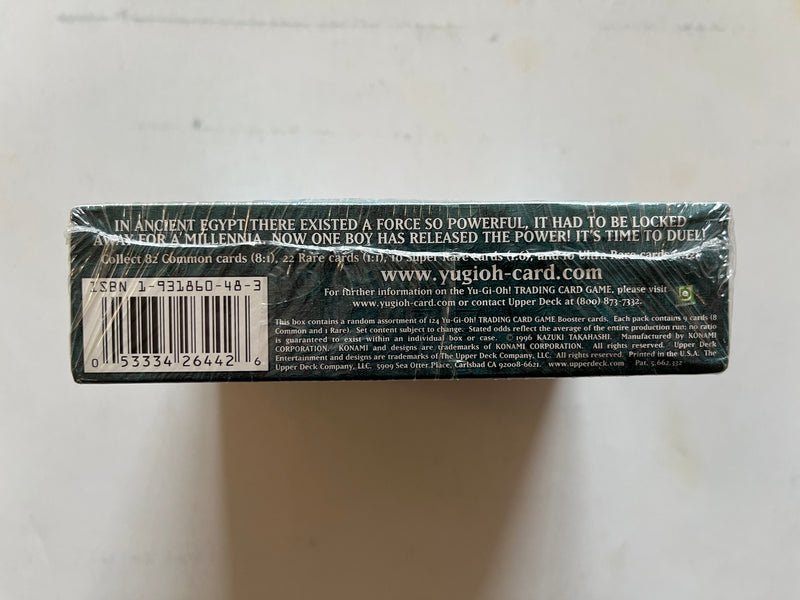 IN ANCIENT EGYPT THERE EXISTED A FORCE SO POWERFUL, IT HAD TO BE LOCKED
AWAY FOR A MILLENNIA. NOW ONE BOY HAS RELEASED THE POWER! IT'S TIME TO DUEL!
Collect 82 Common cards (8:1), 22 Rare cards (1:1), 10 Super Rare cards (1:6), and 10 Ultra Rare cards
www.yugioh-card.com
For further information on the Yu-Gi-Oh! TRADING CARD GAME, please visit
www.yugioh-card.com or contact Upper Deck at (800) 873-7332.
ISBN 1-931860-48-3
0 53334 26442 6
This box contains a random assortment of 124 Yu-Gi-Oh! TRADING CARD GAME Booster cards. Each pack contains 9 cards (8
Common and 1 Rare). Set content subject to change. Stated odds reflect the average of the entire production run; no ratio
is guaranteed to exist within an individual box or case. © 1996 KAZUKI TAKAHASHI. Manufactured by KONAMI
CORPORATION. KONAMI and designs are trademarks of KONAMI CORPORATION. All rights reserved. Upper Deck
Entertainment and designs are trademarks of The Upper Deck Company, LLC. All rights reserved. Printed in the U.S.A. The
Upper Deck Company, LLC. 5909 Sea Otter Place, Carlsbad CA 92008-6621. www.upperdeck.com Pat. 5,662,332